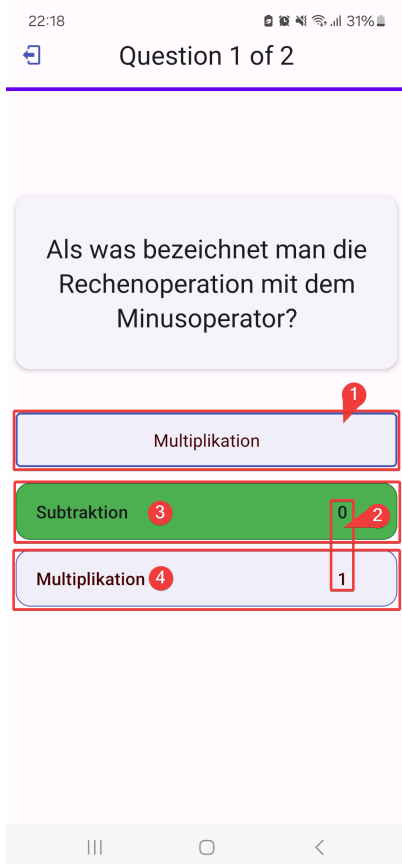 22:18 31%
Question 1 of 2
Als was bezeichnet man die
Rechenoperation mit dem
Minusoperator?
1
Multiplikation
Subtraktion 3 0 2
Multiplikation 4 1